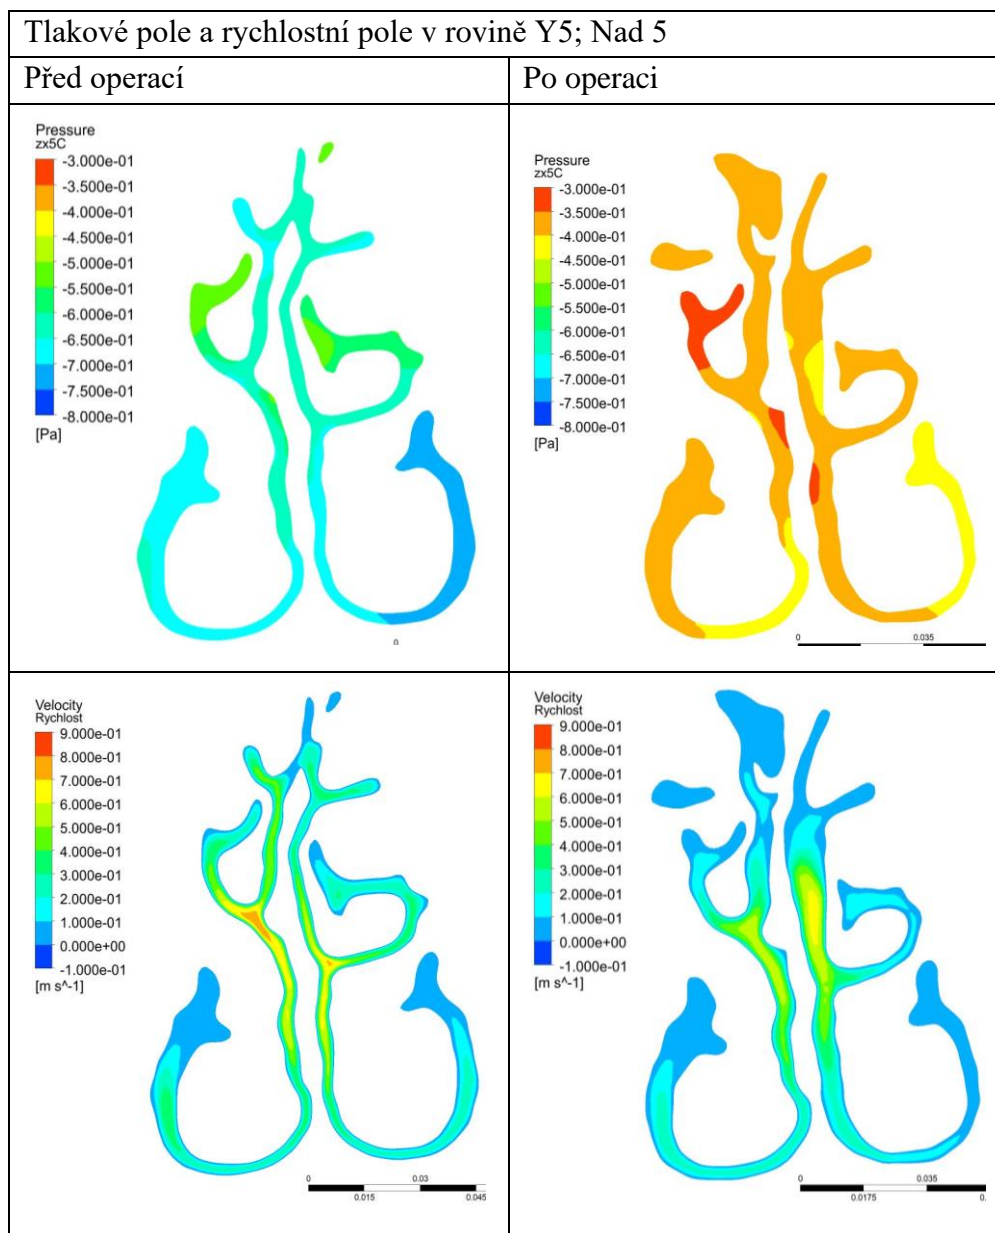 Tlakové pole a rychlostní pole v rovině Y5; Nad 5
Před operací
Po operaci
Pressure
zx5C
-3.000e-01
-3.500e-01
-4.000e-01
-4.500e-01
-5.000e-01
-5.500e-01
-6.000e-01
-6.500e-01
-7.000e-01
-7.500e-01
-8.000e-01
[Pa]
0
Pressure
zx5C
-3.000e-01
-3.500e-01
-4.000e-01
-4.500e-01
-5.000e-01
-5.500e-01
-6.000e-01
-6.500e-01
-7.000e-01
-7.500e-01
-8.000e-01
[Pa]
0 0.035
Velocity
Rychlost
9.000e-01
8.000e-01
7.000e-01
6.000e-01
5.000e-01
4.000e-01
3.000e-01
2.000e-01
1.000e-01
0.000e+00
-1.000e-01
[m s^-1]
0 0.03
0.015 0.045
Velocity
Rychlost
9.000e-01
8.000e-01
7.000e-01
6.000e-01
5.000e-01
4.000e-01
3.000e-01
2.000e-01
1.000e-01
0.000e+00
-1.000e-01
[m s^-1]
0 0.035
0.0175 0.